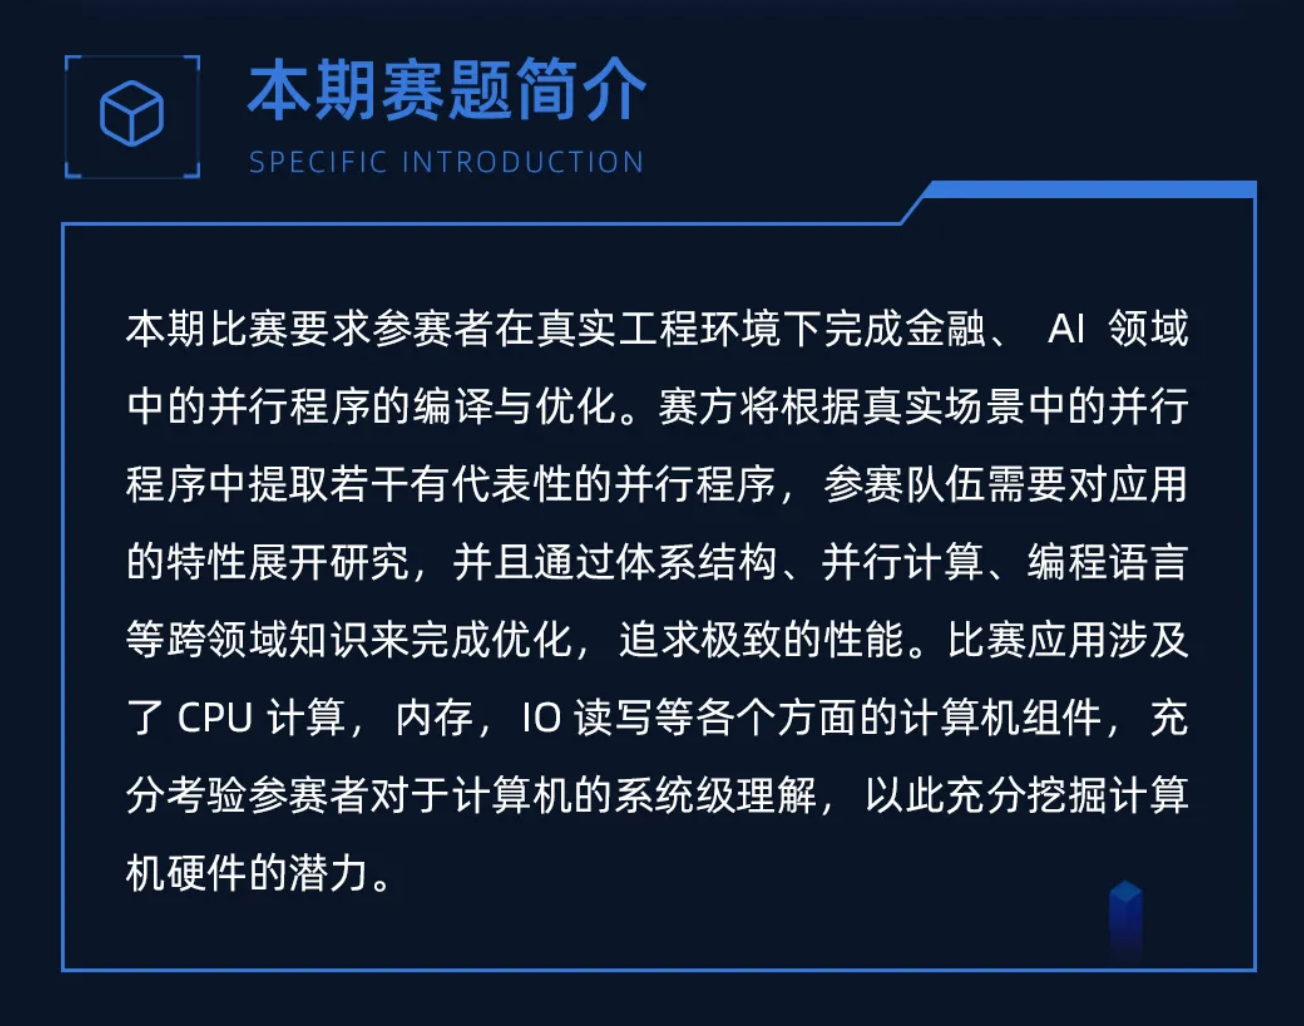 本期赛题简介
SPECIFIC INTRODUCTION
本期比赛要求参赛者在真实工程环境下完成金融、 AI 领域
中的并行程序的编译与优化。赛方将根据真实场景中的并行
程序中提取若干有代表性的并行程序，参赛队伍需要对应用
的特性展开研究，并且通过体系结构、并行计算、编程语言
等跨领域知识来完成优化，追求极致的性能。比赛应用涉及
了 CPU 计算， 内存， IO 读写等各个方面的计算机组件， 充
分考验参赛者对于计算机的系统级理解，以此充分挖掘计算
机硬件的潜力。